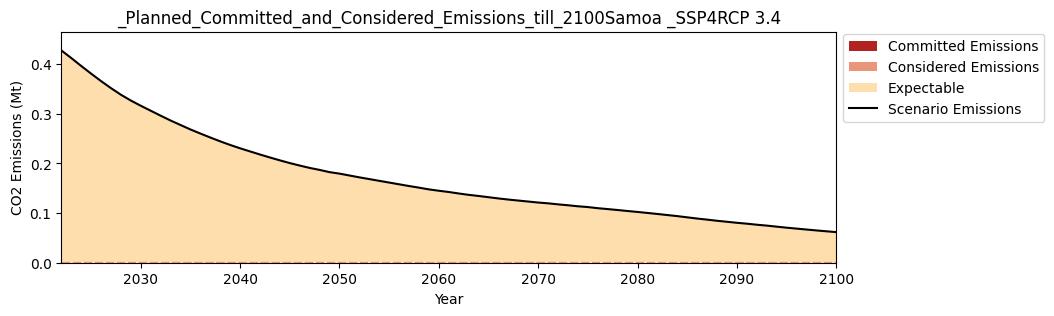 _Planned_Committed_and_Considered_Emissions_till_2100Samoa _SSP4RCP 3.4
Committed Emissions
Considered Emissions
Expectable
Scenario Emissions
CO2 Emissions (Mt)
0.4
0.3
0.2
0.1
0.0
2030 2040 2050 2060 2070 2080 2090 2100
Year